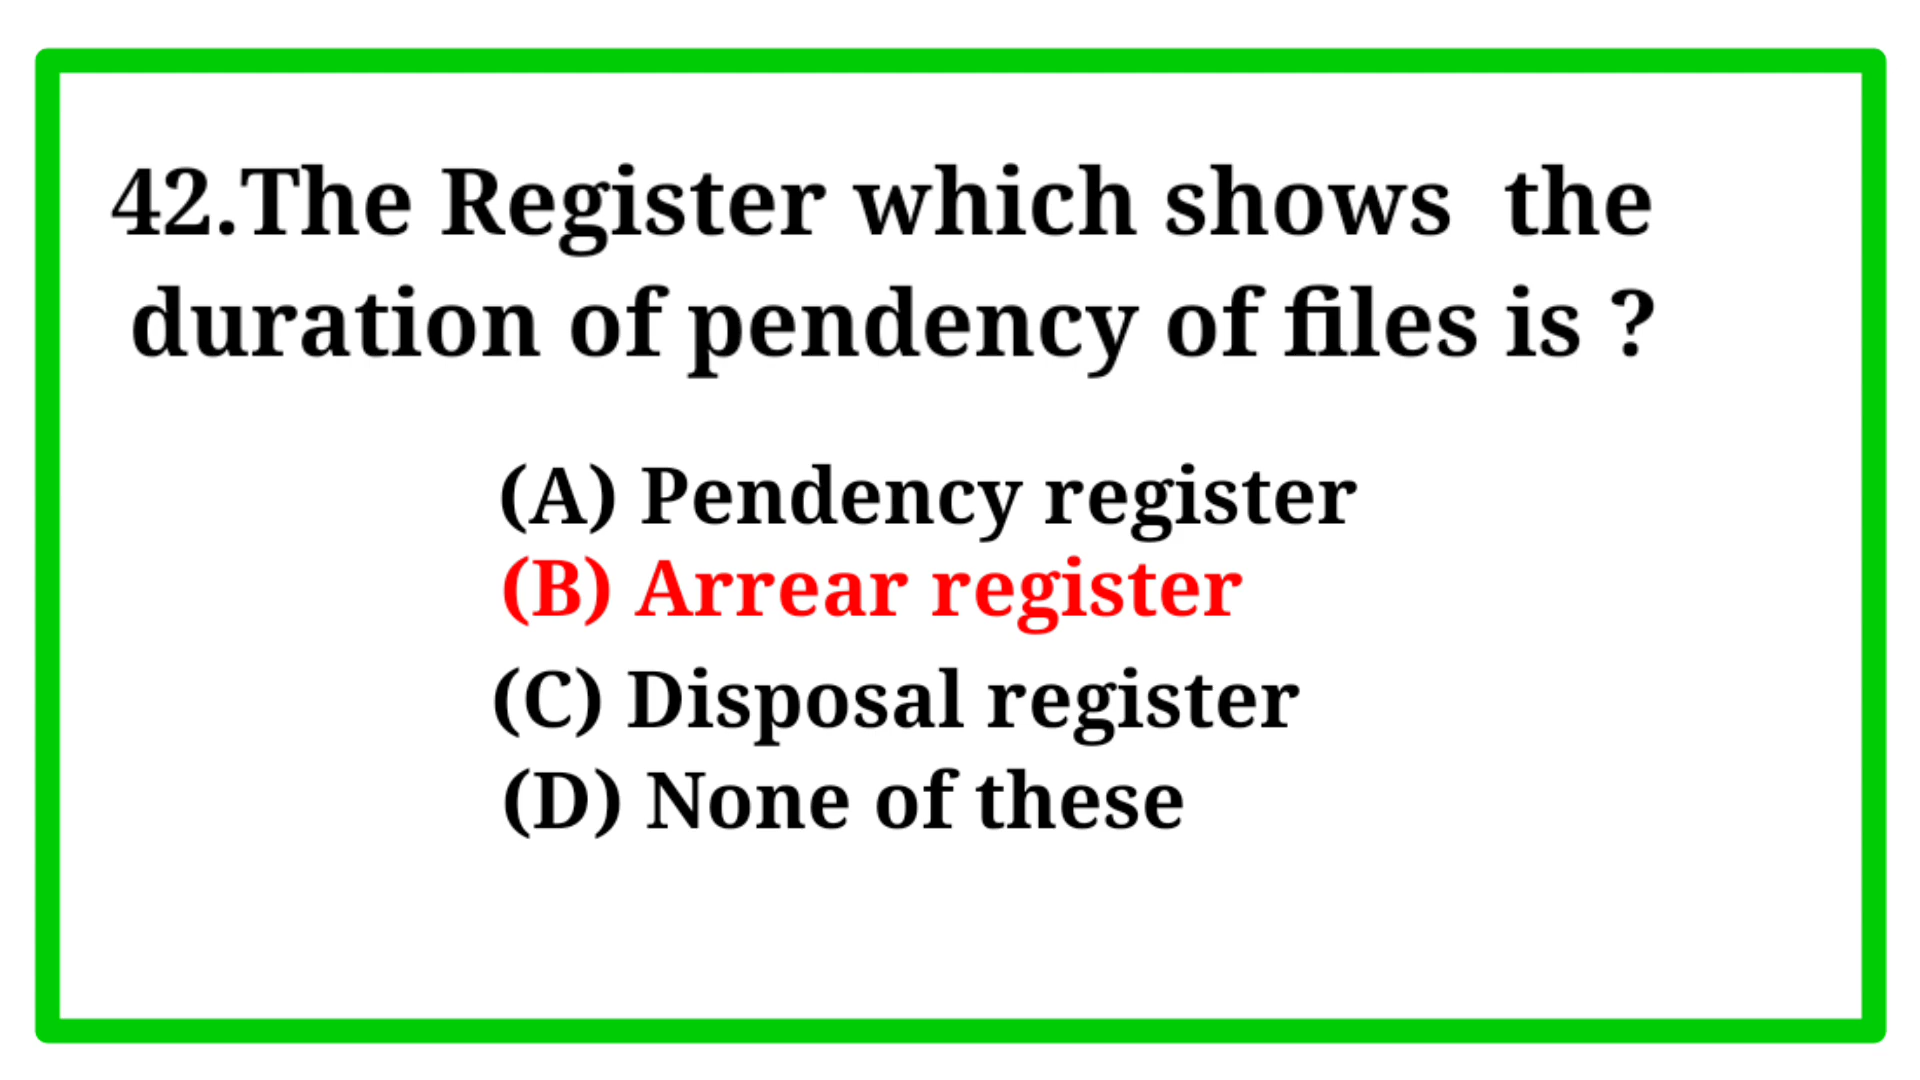 42.The Register which shows  the
duration of pendency of files is ?
(A) Pendency register
(B) Arrear register
(C) Disposal register
(D) None of these